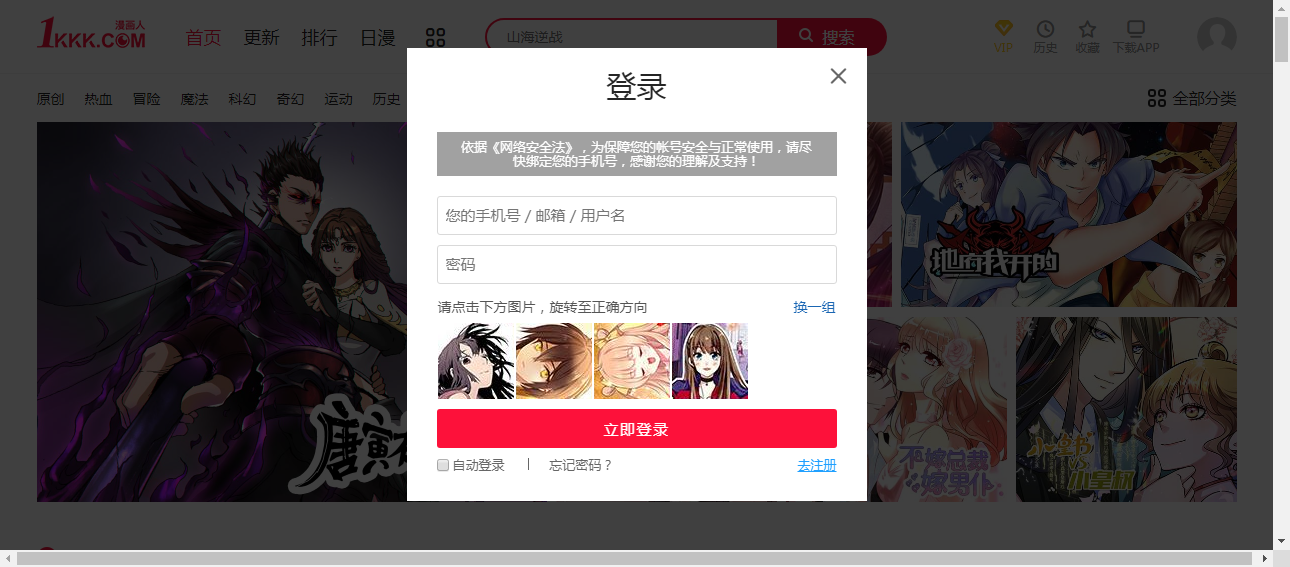 1KKK.COM 漫画人
首页 更新 排行 日漫
山海逆战
搜索
VIP 历史 收藏 下载APP
原创 热血 冒险 魔法 科幻 奇幻 运动 历史
全部分类
登录
依据《网络安全法》，为保障您的帐号安全与正常使用，请尽
快绑定您的手机号，感谢您的理解及支持！
您的手机号 / 邮箱 / 用户名
密码
请点击下方图片，旋转至正确方向 换一组
立即登录
自动登录 | 忘记密码？ 去注册
地府我开的
唐寅
不嫁总裁
嫁男仆